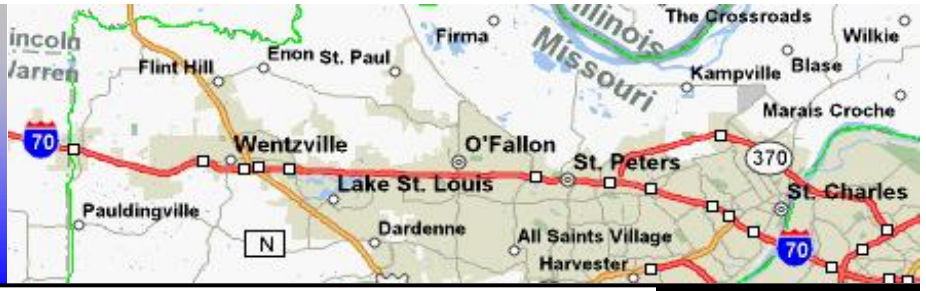 The Crossroads
Illinois
Wilkie
Firma
incoln
Warren
Missouri
Enon
St. Paul
Flint Hill
Kampville
Blase
Marais Croche
70
Wentzville
O'Fallon
St. Peters
370
Lake St. Louis
St. Charles
Pauldingville
Dardenne
N
All Saints Village
70
Harvester